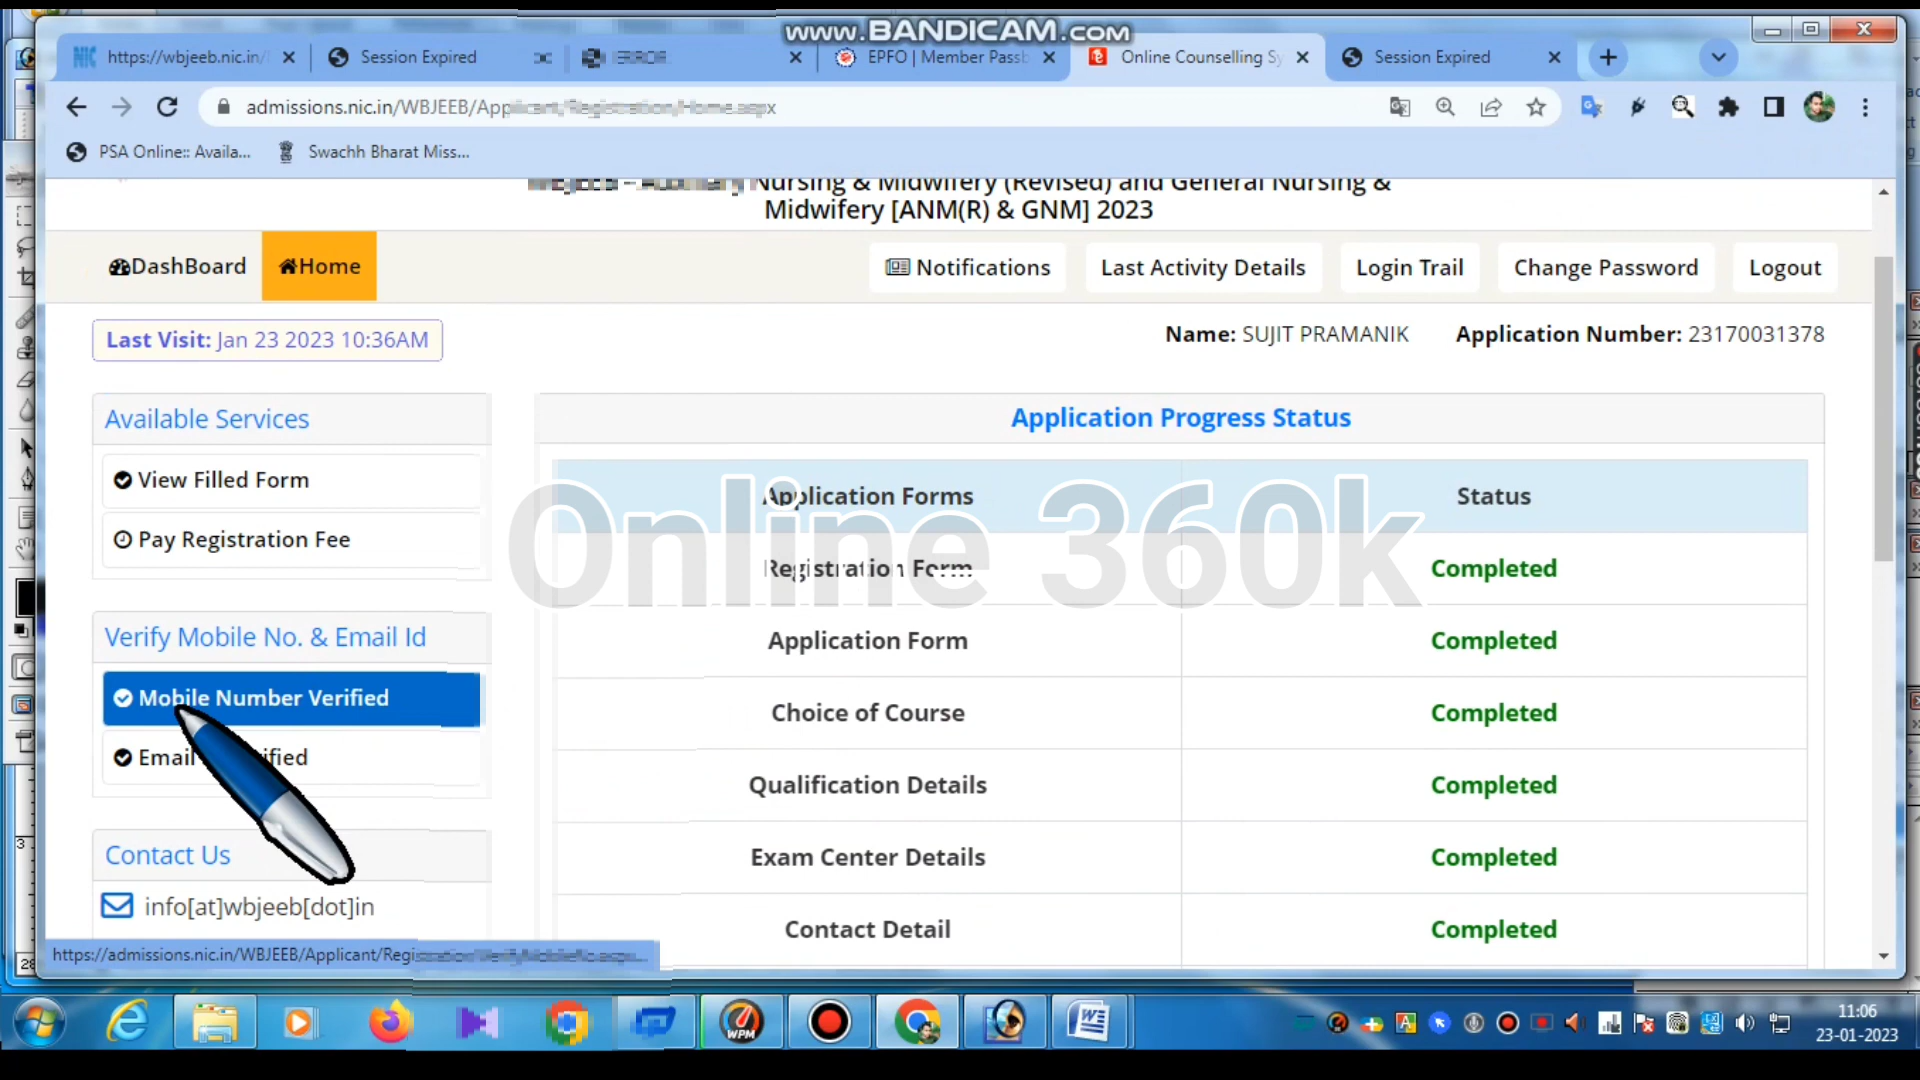 www.BANDICAM.com
https://wbjeeb.nic.in/
Session Expired
ERROR
EPFO | Member Passb
Online Counselling Sy
Session Expired
admissions.nic.in/WBJEEB/Applicant/Registration/Home.aspx
PSA Online:: Availa...
Swachh Bharat Miss...
Nursing & Midwifery (Revised) and General Nursing &
Midwifery [ANM(R) & GNM] 2023
DashBoard
Home
Notifications
Last Activity Details
Login Trail
Change Password
Logout
Last Visit: Jan 23 2023 10:36AM
Name: SUJIT PRAMANIK
Application Number: 23170031378
Available Services
View Filled Form
Pay Registration Fee
Verify Mobile No. & Email Id
Mobile Number Verified
Email
Contact Us
info[at]wbjeeb[dot]in
Application Progress Status
Application Forms Status
Registration Form Completed
Application Form Completed
Choice of Course Completed
Qualification Details Completed
Exam Center Details Completed
Contact Detail Completed
Online 360k
https://admissions.nic.in/WBJEEB/Applicant/
WPM
11:06
23-01-2023